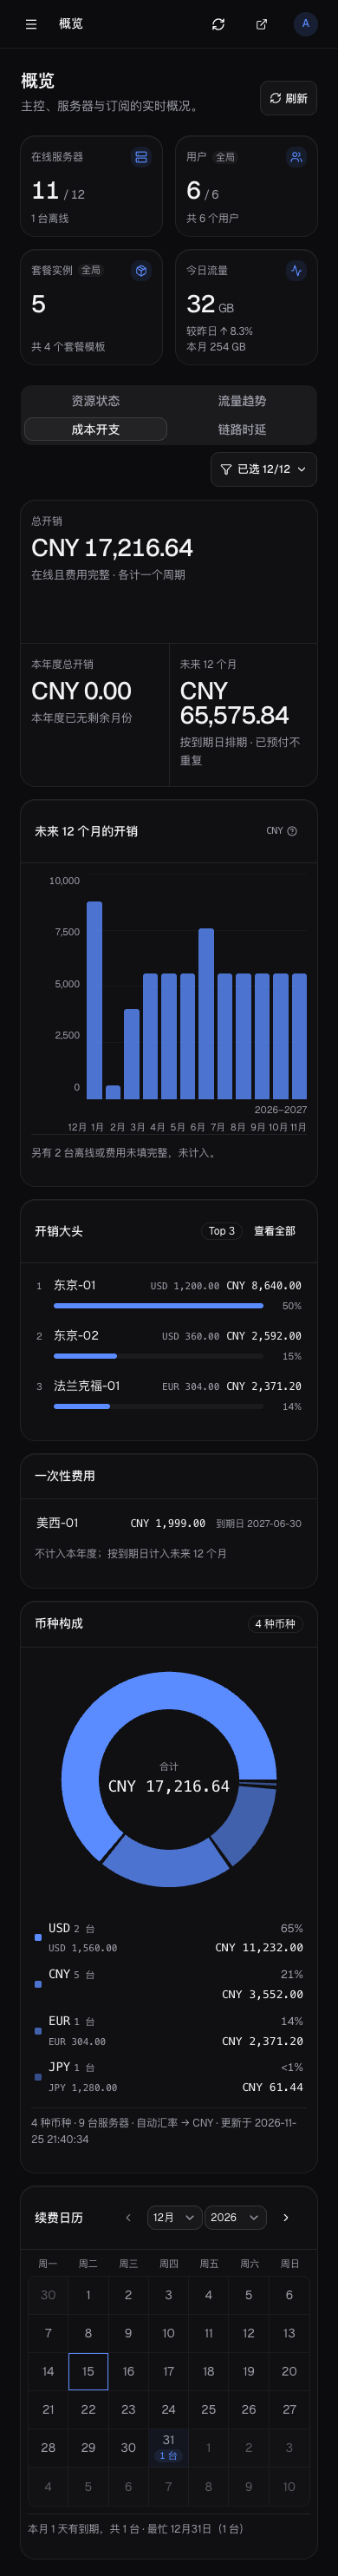 概览
A
概览
主控、服务器与订阅的实时概况。
刷新
在线服务器
11 / 12
1 台离线
用户 全局
6 / 6
共 6 个用户
套餐实例 全局
5
共 4 个套餐模板
今日流量
32 GB
较昨日 ↑ 8.3%
本月 254 GB
资源状态
流量趋势
成本开支
链路时延
已选 12/12
总开销
CNY 17,216.64
在线且费用完整 · 各计一个周期
本年度总开销
CNY 0.00
本年度已无剩余月份
未来 12 个月
CNY
65,575.84
按到期日排期 · 已预付不
重复
未来 12 个月的开销
CNY
10,000
7,500
5,000
2,500
0
2026–2027
12月 1月 2月 3月 4月 5月 6月 7月 8月 9月 10月 11月
另有 2 台离线或费用未填完整，未计入。
开销大头
Top 3
查看全部
1 东京-01 USD 1,200.00 CNY 8,640.00
50%
2 东京-02 USD 360.00 CNY 2,592.00
15%
3 法兰克福-01 EUR 304.00 CNY 2,371.20
14%
一次性费用
美西-01 CNY 1,999.00 到期日 2027-06-30
不计入本年度；按到期日计入未来 12 个月
币种构成
4 种币种
合计
CNY 17,216.64
USD 2 台 65%
USD 1,560.00 CNY 11,232.00
CNY 5 台 21%
CNY 3,552.00
EUR 1 台 14%
EUR 304.00 CNY 2,371.20
JPY 1 台 <1%
JPY 1,280.00 CNY 61.44
4 种币种 · 9 台服务器 · 自动汇率 → CNY · 更新于 2026-11-
25 21:40:34
续费日历
12月
2026
周一 周二 周三 周四 周五 周六 周日
30 1 2 3 4 5 6
7 8 9 10 11 12 13
14 15 16 17 18 19 20
21 22 23 24 25 26 27
28 29 30 31 1 2 3
1 台
4 5 6 7 8 9 10
本月 1 天有到期，共 1 台 · 最忙 12月31日（1 台）